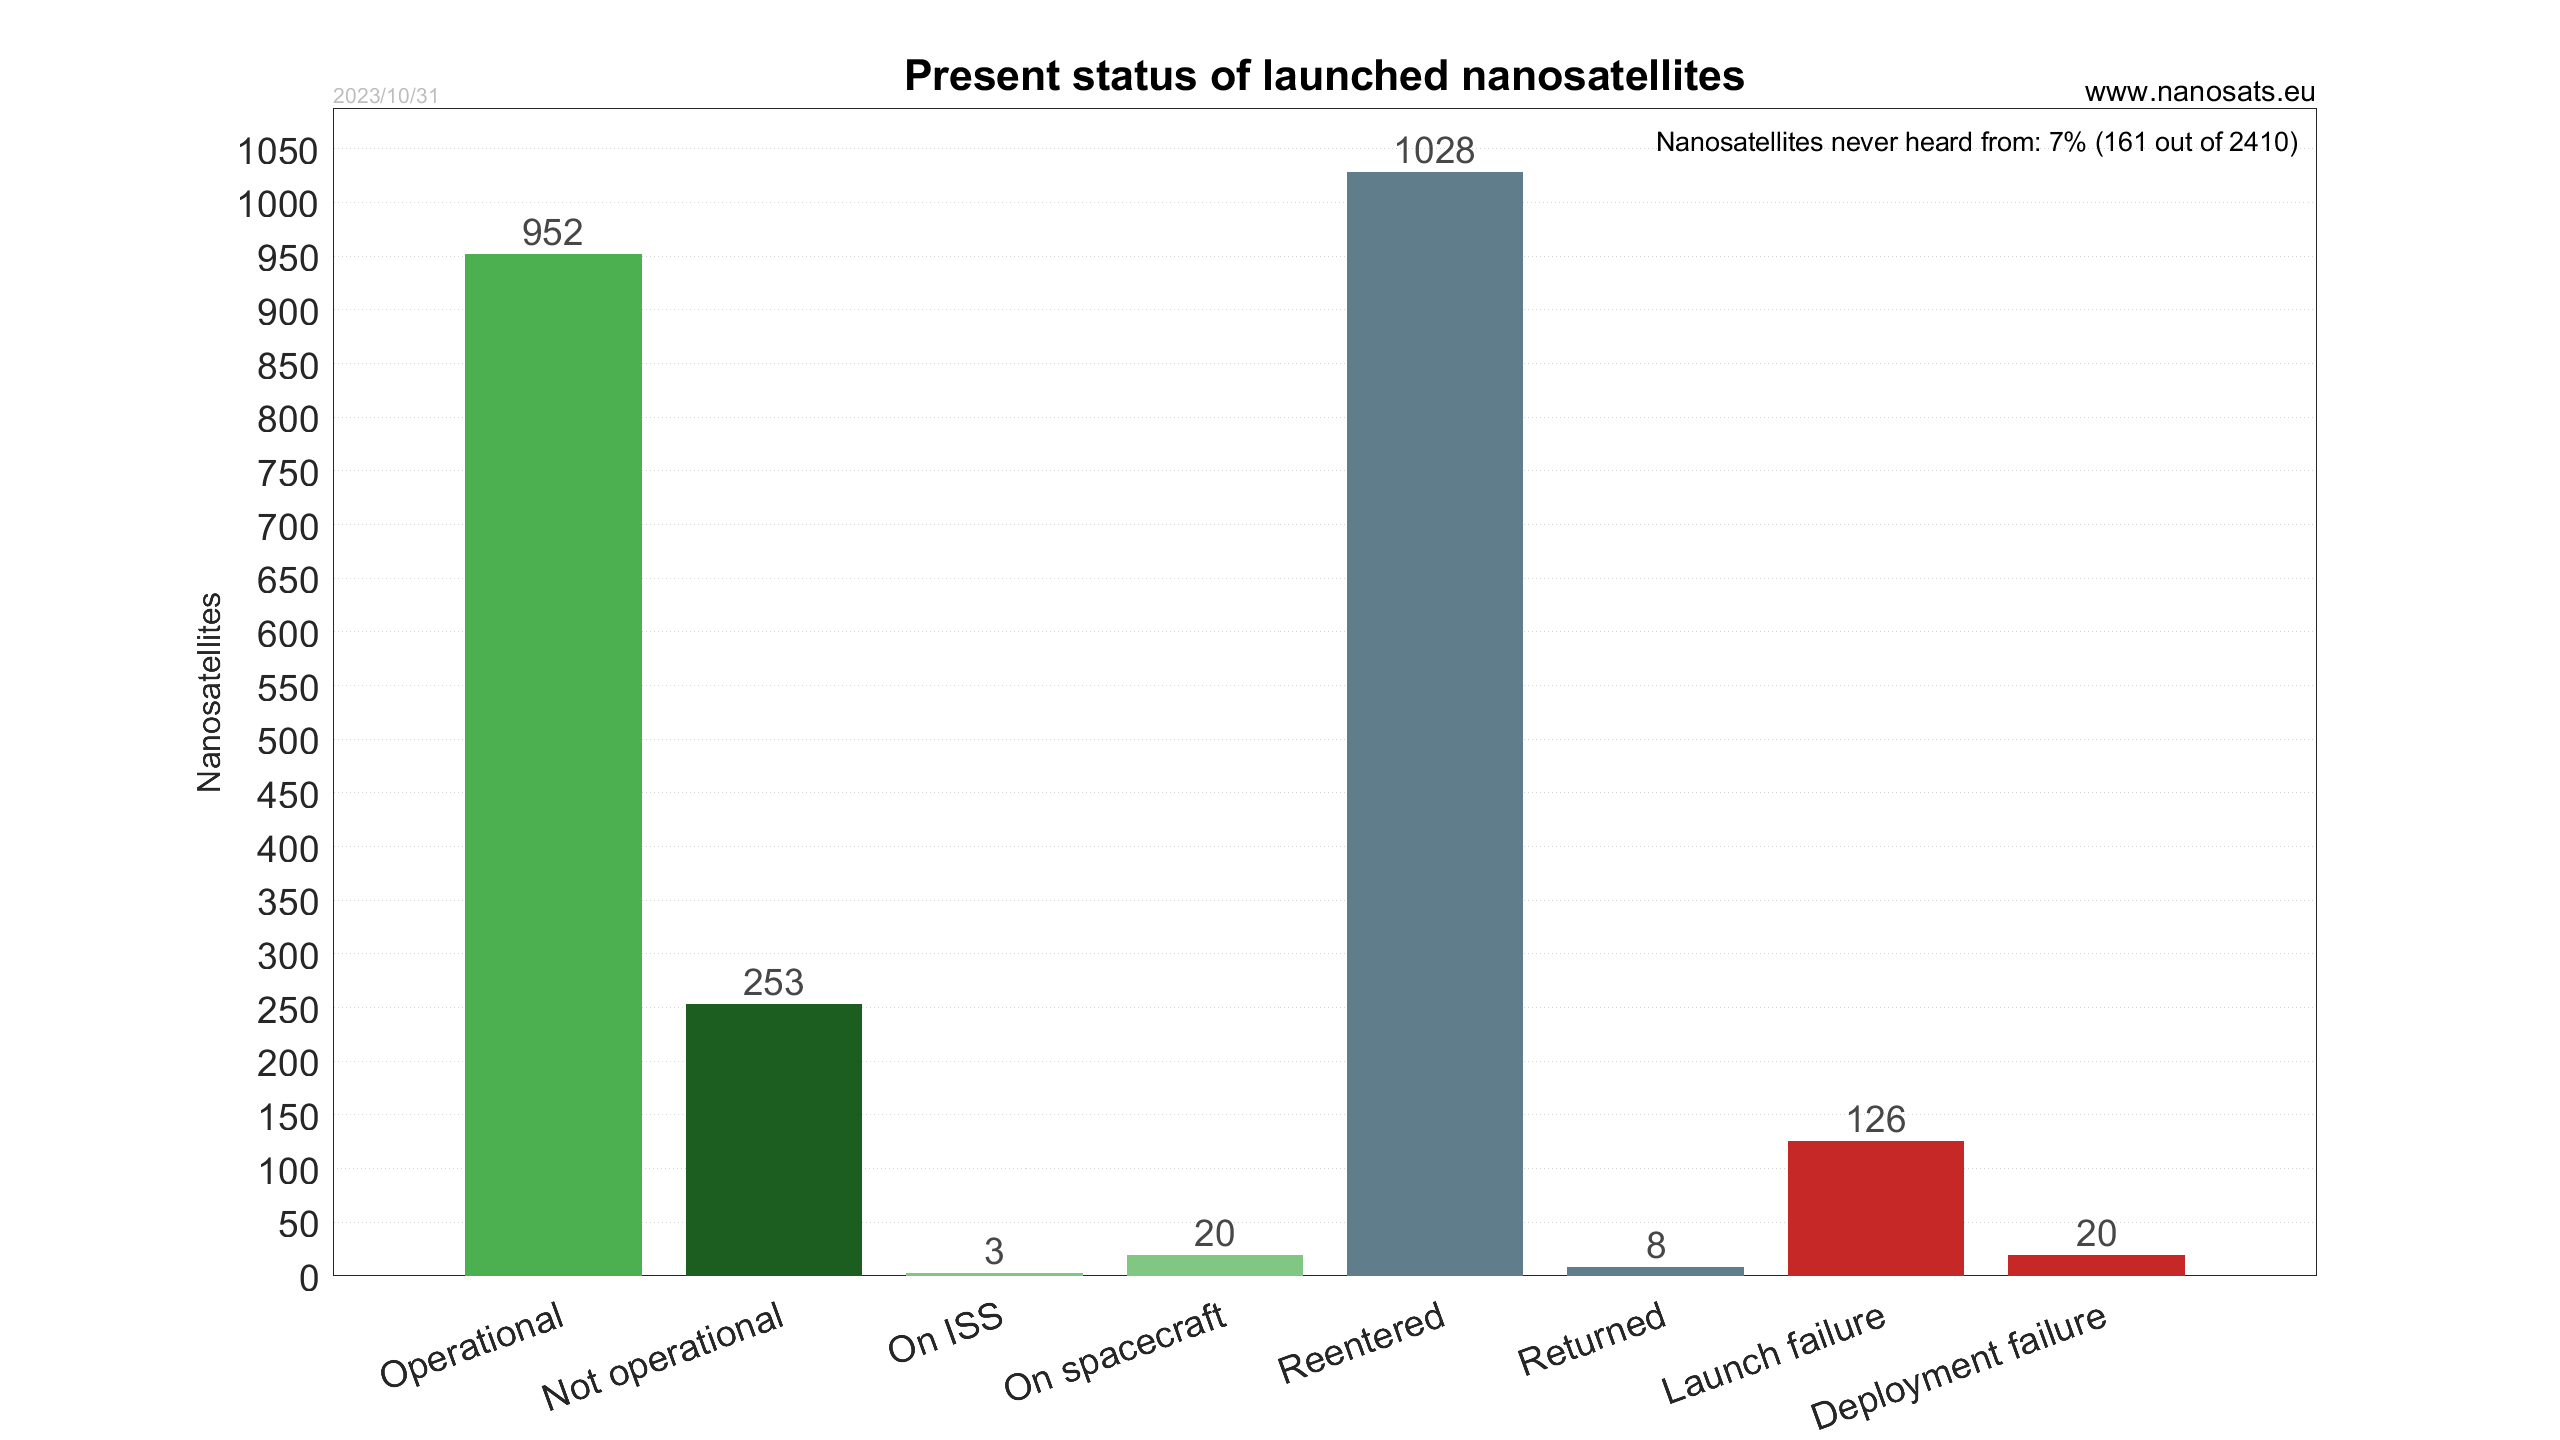 Present status of launched nanosatellites
2023/10/31
www.nanosats.eu
Nanosatellites never heard from: 7% (161 out of 2410)
Nanosatellites
1050
1000
950
900
850
800
750
700
650
600
550
500
450
400
350
300
250
200
150
100
50
0
952
253
3
20
1028
8
126
20
Operational
Not operational
On ISS
On spacecraft
Reentered
Returned
Launch failure
Deployment failure